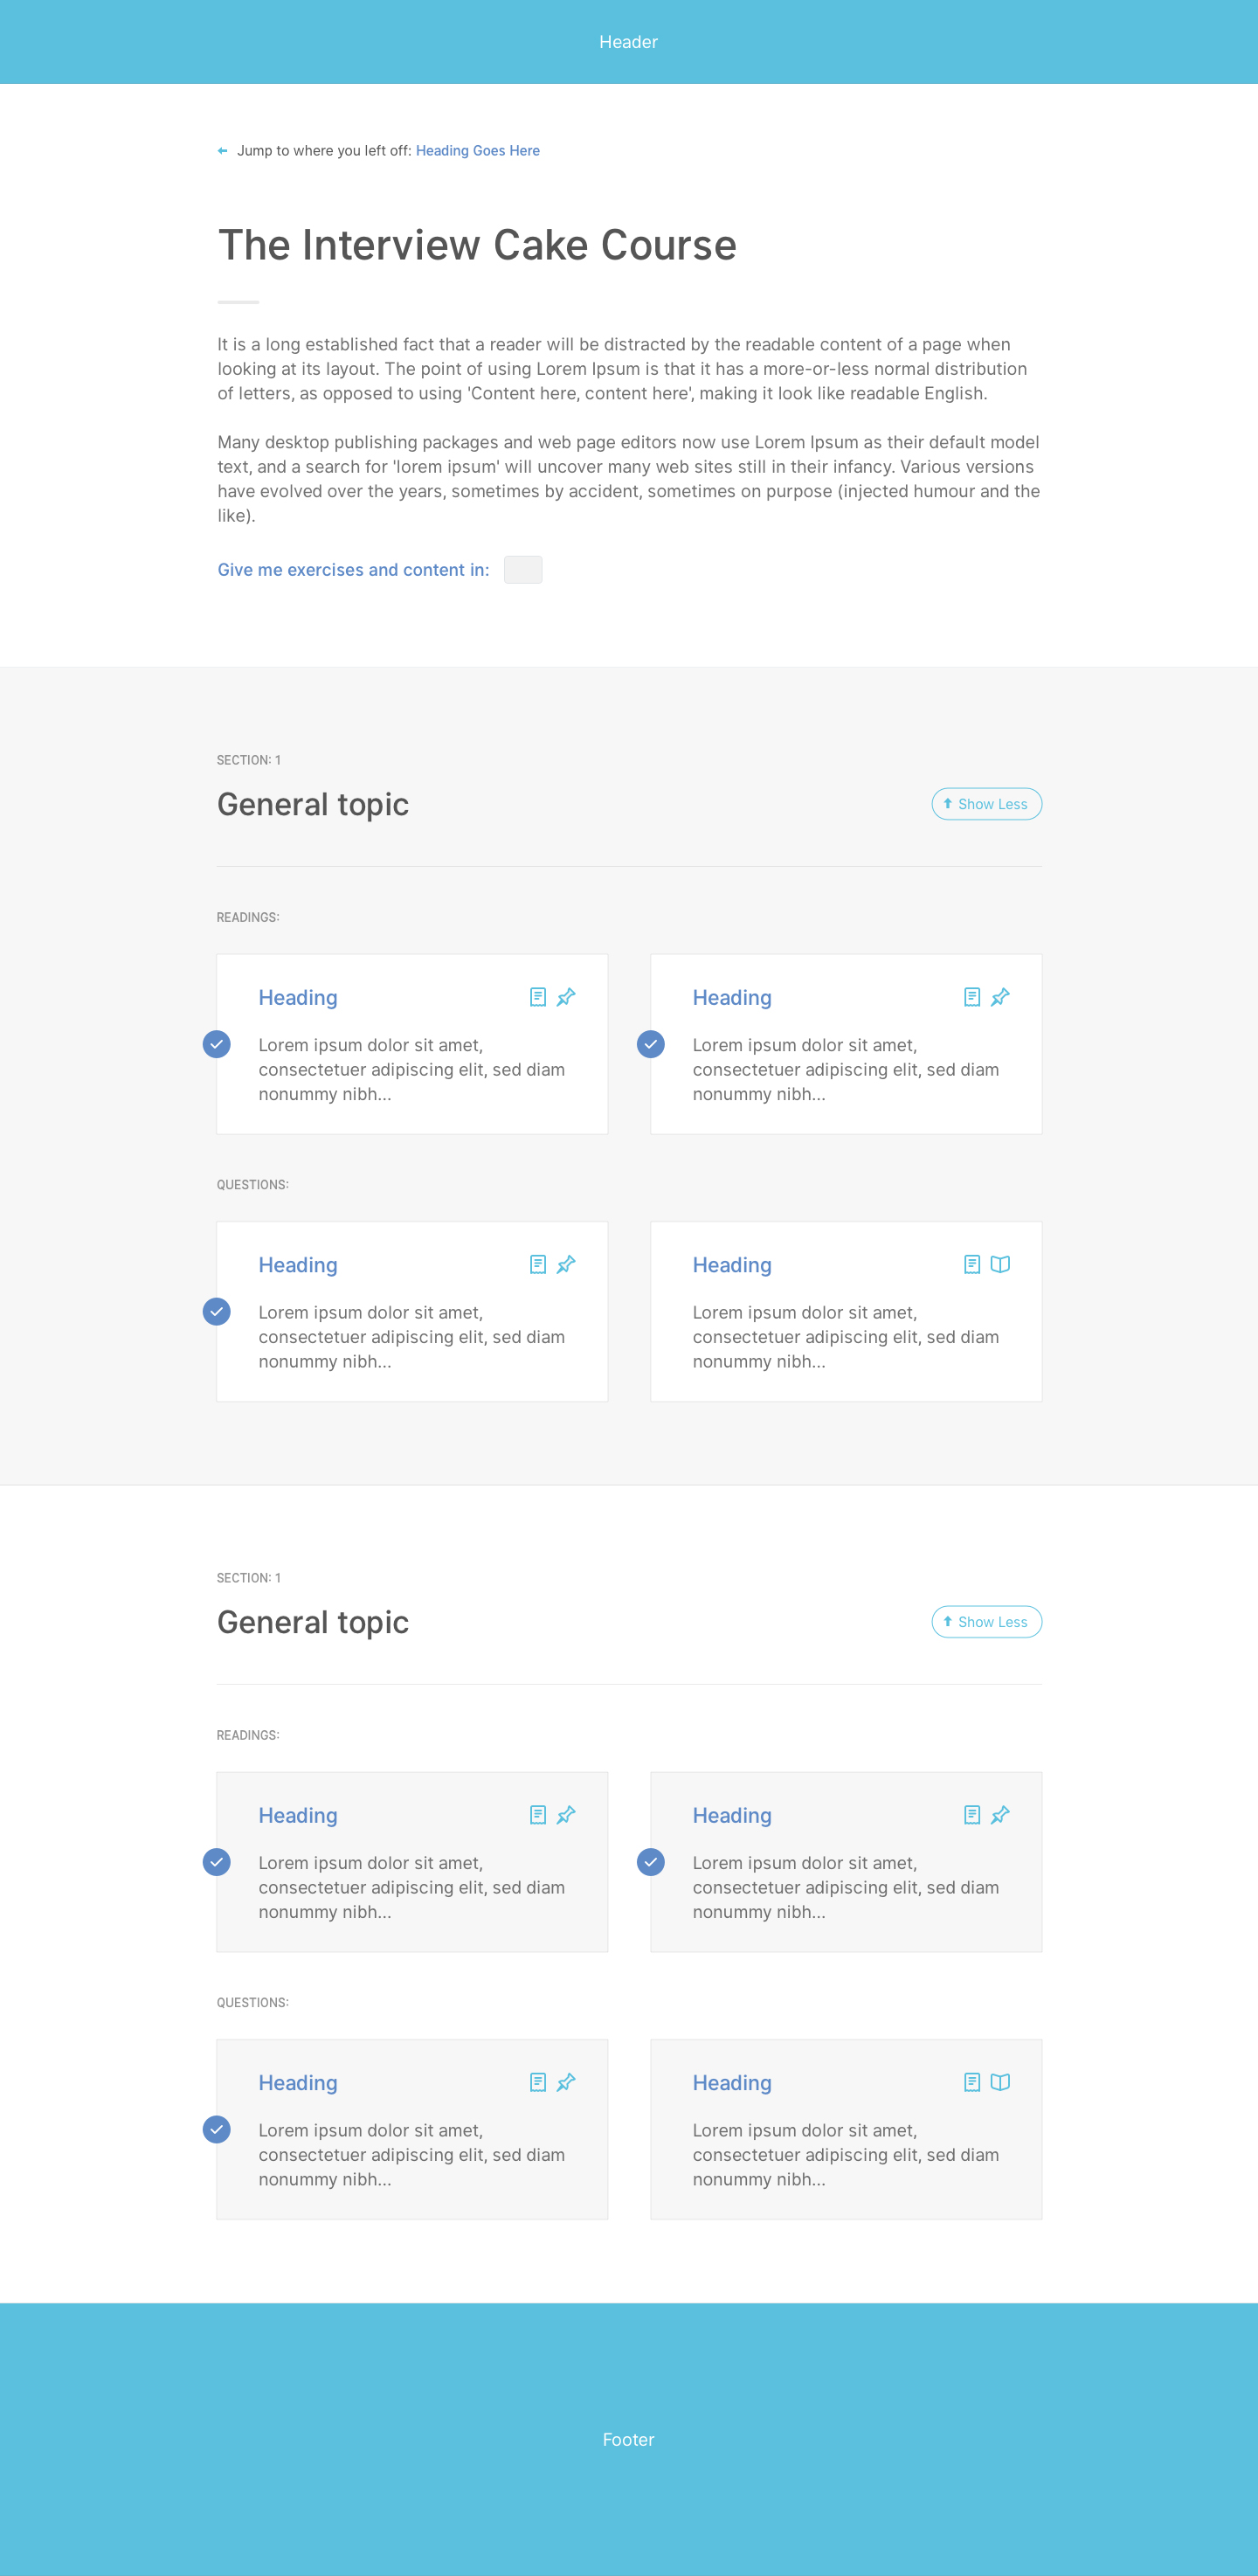 Header
Jump to where you left off: Heading Goes Here
The Interview Cake Course
It is a long established fact that a reader will be distracted by the readable content of a page when
looking at its layout. The point of using Lorem Ipsum is that it has a more-or-less normal distribution
of letters, as opposed to using 'Content here, content here', making it look like readable English.
Many desktop publishing packages and web page editors now use Lorem Ipsum as their default model
text, and a search for 'lorem ipsum' will uncover many web sites still in their infancy. Various versions
have evolved over the years, sometimes by accident, sometimes on purpose (injected humour and the
like).
Give me exercises and content in:
SECTION: 1
General topic
Show Less
READINGS:
Heading
Lorem ipsum dolor sit amet,
consectetuer adipiscing elit, sed diam
nonummy nibh...
Heading
Lorem ipsum dolor sit amet,
consectetuer adipiscing elit, sed diam
nonummy nibh...
QUESTIONS:
Heading
Lorem ipsum dolor sit amet,
consectetuer adipiscing elit, sed diam
nonummy nibh...
Heading
Lorem ipsum dolor sit amet,
consectetuer adipiscing elit, sed diam
nonummy nibh...
SECTION: 1
General topic
Show Less
READINGS:
Heading
Lorem ipsum dolor sit amet,
consectetuer adipiscing elit, sed diam
nonummy nibh...
Heading
Lorem ipsum dolor sit amet,
consectetuer adipiscing elit, sed diam
nonummy nibh...
QUESTIONS:
Heading
Lorem ipsum dolor sit amet,
consectetuer adipiscing elit, sed diam
nonummy nibh...
Heading
Lorem ipsum dolor sit amet,
consectetuer adipiscing elit, sed diam
nonummy nibh...
Footer